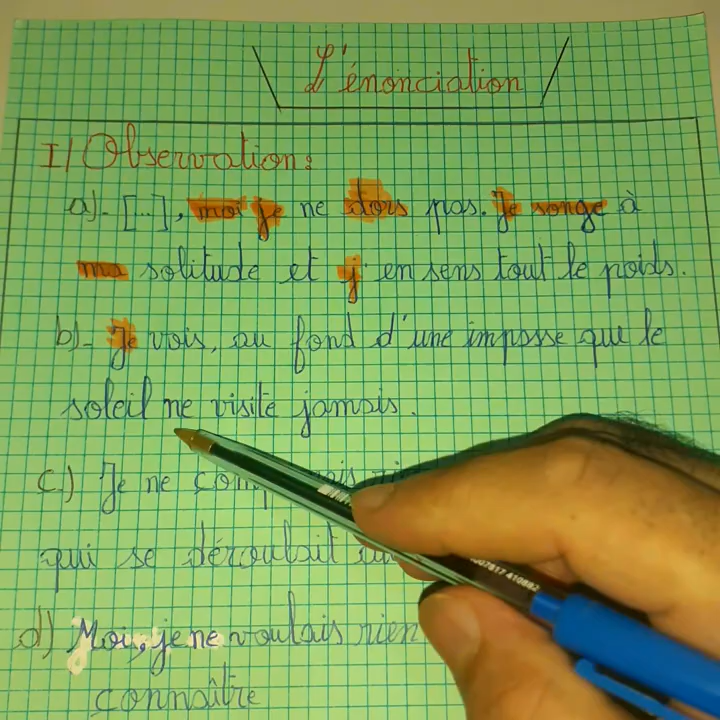 L'énonciation
I/ Observation:
a)- [...], moi je ne dors pas. Je songe à
ma solitude et j'en sens tout le poids.
b)- Je vois, au fond d'une impasse que le
soleil ne visite jamais.
c.) Je ne
qui se déroulait
d) Moi, je ne voulais rien
connaître